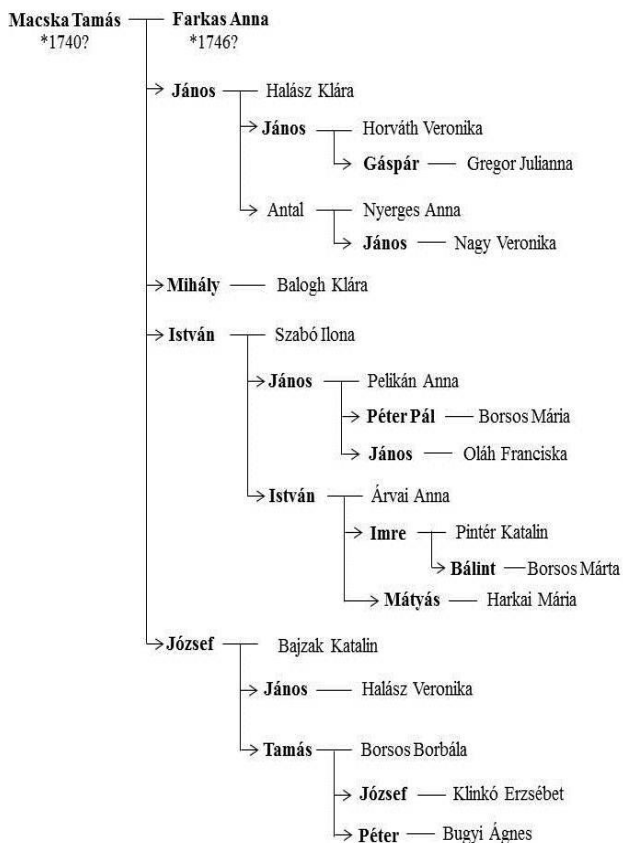 Macska Tamás Farkas Anna
*1740? *1746?
János Halász Klára
János Horváth Veronika
Gáspár Gregor Julianna
Antal Nyerges Anna
János Nagy Veronika
Mihály Balogh Klára
István Szabó Ilona
János Pelikán Anna
Péter Pál Borsos Mária
János Oláh Franciska
István Árvai Anna
Imre Pintér Katalin
Bálint Borsos Márta
Mátyás Harkai Mária
József Bajzak Katalin
János Halász Veronika
Tamás Borsos Borbála
József Klinkó Erzsébet
Péter Bugyi Ágnes